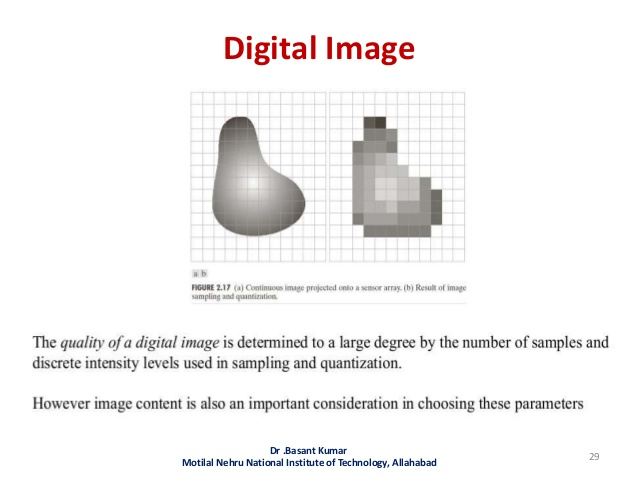 Digital Image
a b
FIGURE 2.17 (a) Continuous image projected onto a sensor array. (b) Result of image
sampling and quantization.
The quality of a digital image is determined to a large degree by the number of samples and
discrete intensity levels used in sampling and quantization.
However image content is also an important consideration in choosing these parameters
Dr .Basant Kumar
Motilal Nehru National Institute of Technology, Allahabad
29